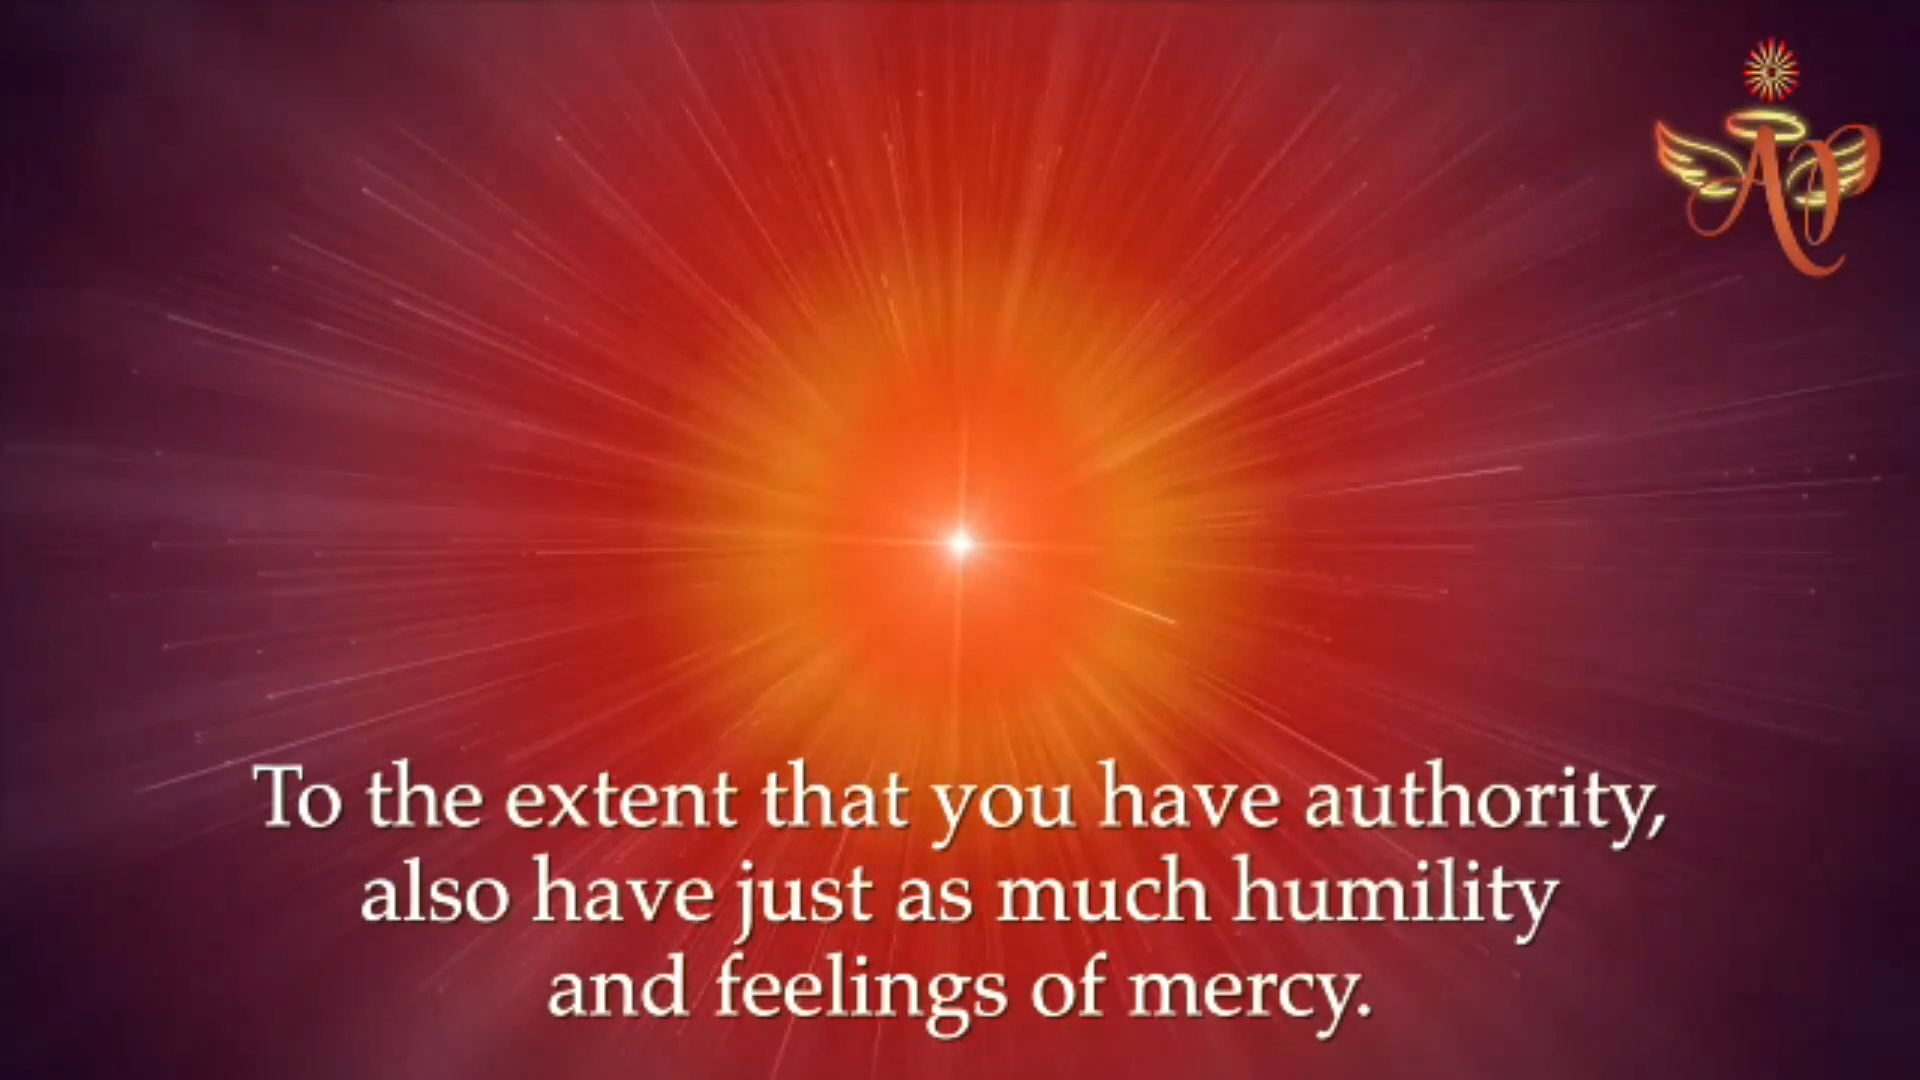 To the extent that you have authority,
also have just as much humility
and feelings of mercy.